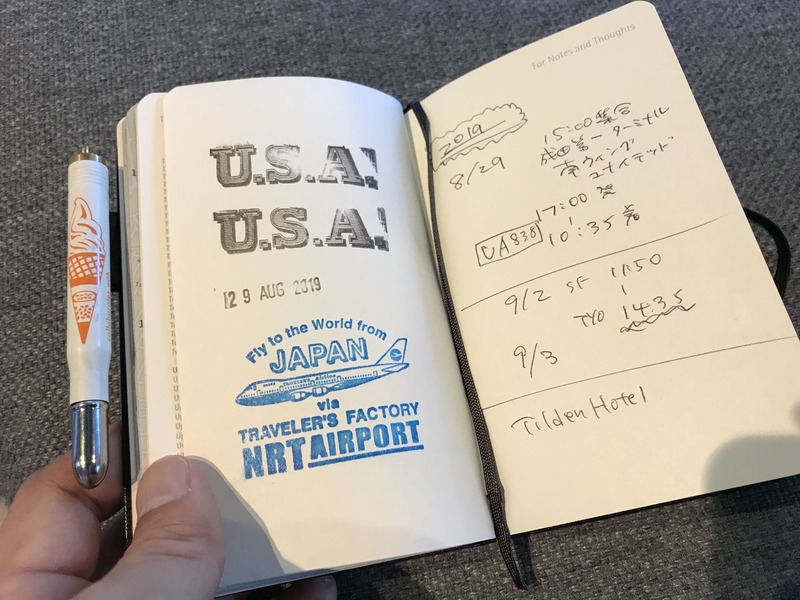 U.S.A!
U.S.A!
29 AUG 2019
Fly to the World from
JAPAN
via
TRAVELER'S FACTORY
NRT AIRPORT
For Notes and Thoughts
2019
8/29
15:00 集合
成田第一ターミナル
南ウィング
ユナイテッド
17:00 発
UA838
10:35 着
9/2 SF 11:50
TYO 14:35
9/3
Tilden Hotel